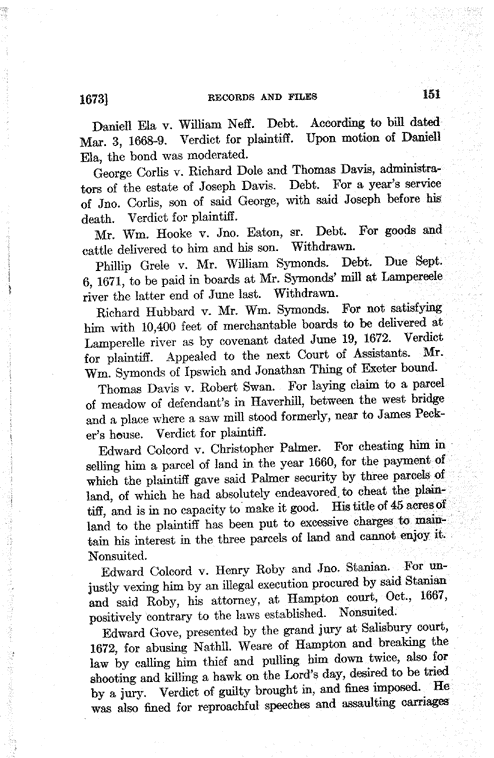 1673] RECORDS AND FILES 151
Daniell Ela v. William Neff. Debt. According to bill dated
Mar. 3, 1668-9. Verdict for plaintiff. Upon motion of Daniell
Ela, the bond was moderated.
George Corlis v. Richard Dole and Thomas Davis, administra-
tors of the estate of Joseph Davis. Debt. For a year's service
of Jno. Corlis, son of said George, with said Joseph before his
death. Verdict for plaintiff.
Mr. Wm. Hooke v. Jno. Eaton, sr. Debt. For goods and
cattle delivered to him and his son. Withdrawn.
Phillip Grele v. Mr. William Symonds. Debt. Due Sept.
6, 1671, to be paid in boards at Mr. Symonds' mill at Lampereele
river the latter end of June last. Withdrawn.
Richard Hubbard v. Mr. Wm. Symonds. For not satisfying
him with 10,400 feet of merchantable boards to be delivered at
Lamperelle river as by covenant dated June 19, 1672. Verdict
for plaintiff. Appealed to the next Court of Assistants. Mr.
Wm. Symonds of Ipswich and Jonathan Thing of Exeter bound.
Thomas Davis v. Robert Swan. For laying claim to a parcel
of meadow of defendant's in Haverhill, between the west bridge
and a place where a saw mill stood formerly, near to James Peck-
er's house. Verdict for plaintiff.
Edward Colcord v. Christopher Palmer. For cheating him in
selling him a parcel of land in the year 1660, for the payment of
which the plaintiff gave said Palmer security by three parcels of
land, of which he had absolutely endeavored to cheat the plain-
tiff, and is in no capacity to make it good. His title of 45 acres of
land to the plaintiff has been put to excessive charges to main-
tain his interest in the three parcels of land and cannot enjoy it.
Nonsuited.
Edward Colcord v. Henry Roby and Jno. Stanian. For un-
justly vexing him by an illegal execution procured by said Stanian
and said Roby, his attorney, at Hampton court, Oct., 1667,
positively contrary to the laws established. Nonsuited.
Edward Gove, presented by the grand jury at Salisbury court,
1672, for abusing Nathll. Weare of Hampton and breaking the
law by calling him thief and pulling him down twice, also for
shooting and killing a hawk on the Lord's day, desired to be tried
by a jury. Verdict of guilty brought in, and fines imposed. He
was also fined for reproachful speeches and assaulting carriages